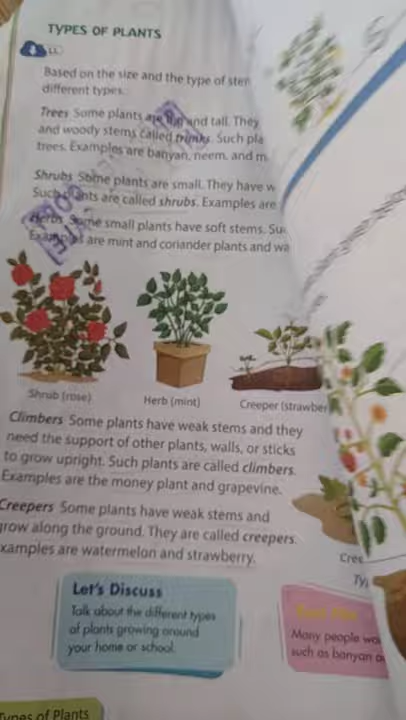 TYPES OF PLANTS
Based on the size and the type of
different types.
Trees Some plants are big and tall. They
and woody stems called trunks. Such
trees. Examples are banyan, neem, and
Shrubs Some plants are small. They have
Such plants are called shrubs. Examples are
Herbs Some small plants have soft stems.
Examples are mint and coriander plants and
Shrub (rose)
Herb (mint)
Creeper
Climbers Some plants have weak stems and they
need the support of other plants, walls, or sticks
to grow upright. Such plants are called climbers.
Examples are the money plant and grapevine.
Creepers Some plants have weak stems and
grow along the ground. They are called creepers.
xamples are watermelon and strawberry.
Let's Discuss
Talk about the different types
of plants growing around
your home or school.
Many people
such as banyan
Types of Plants